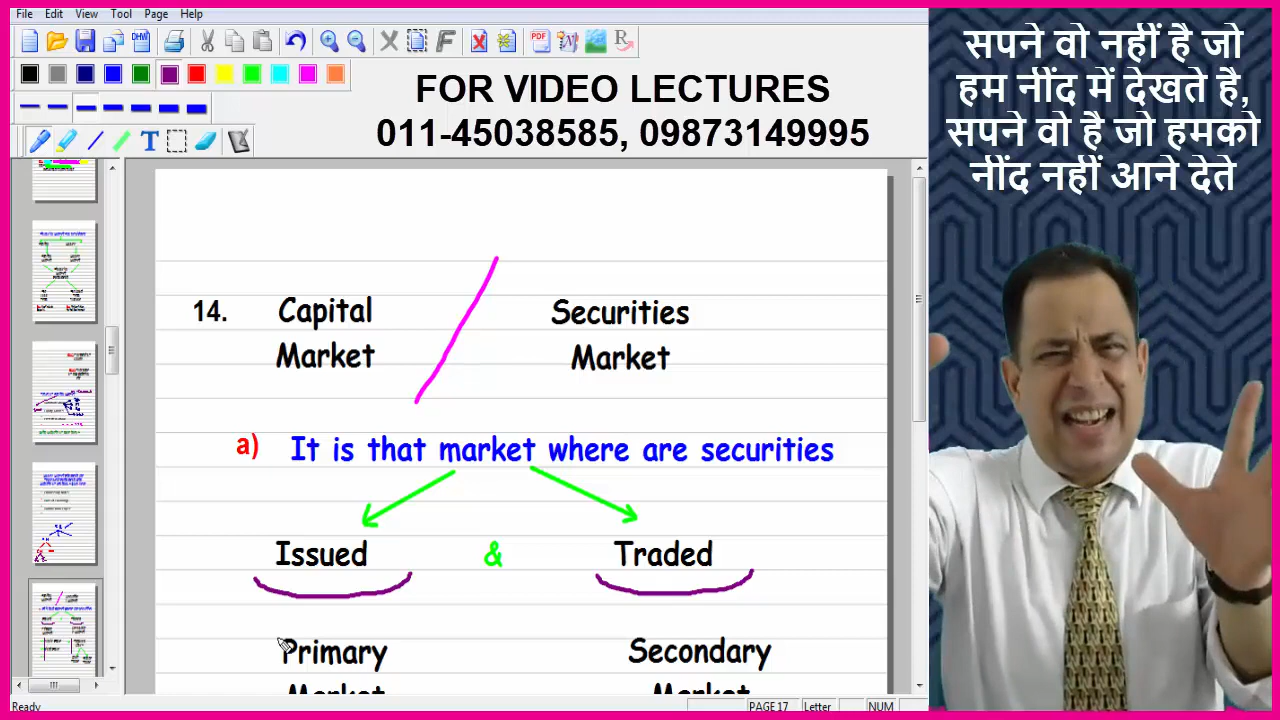 File Edit View Tool Page Help
FOR VIDEO LECTURES
011-45038585, 09873149995
14. Capital Securities
Market Market
a) It is that market where are securities
Issued & Traded
Primary Secondary
Market Market
Ready PAGE 17 Letter NUM
सपने वो नहीं है जो
हम नींद में देखते है,
सपने वो है जो हमको
नींद नहीं आने देते